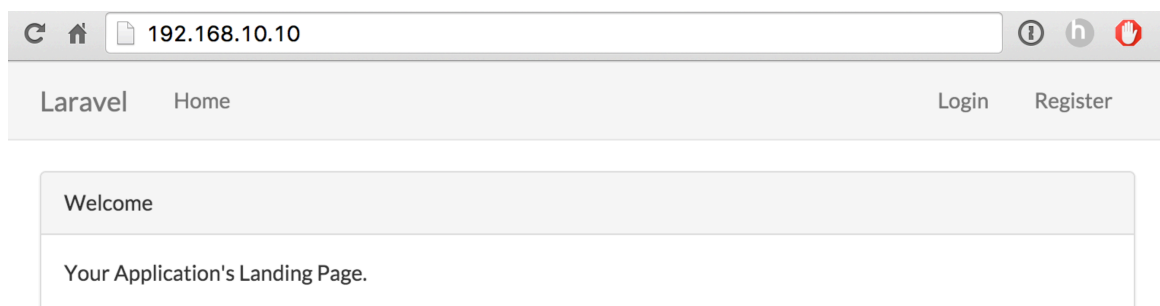 192.168.10.10
Laravel Home Login Register
Welcome
Your Application's Landing Page.